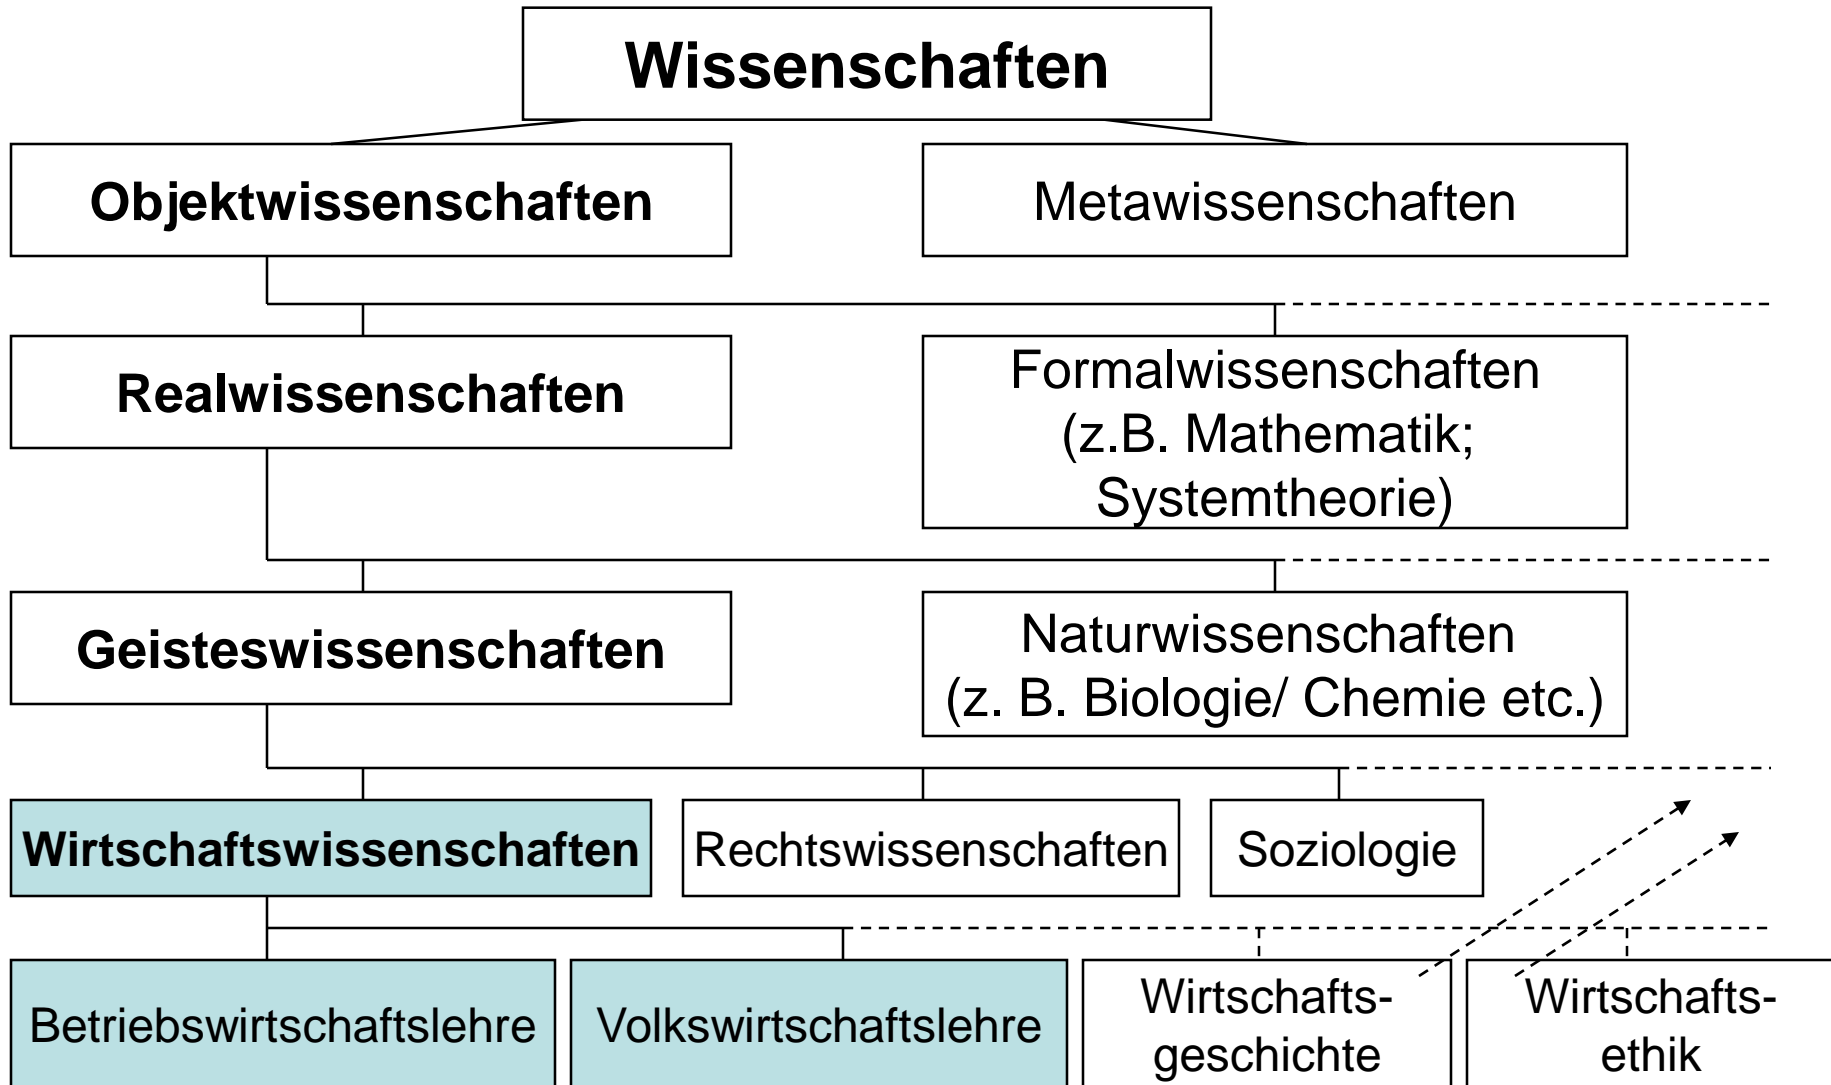 Wissenschaften
Objektwissenschaften
Metawissenschaften
Realwissenschaften
Formalwissenschaften
(z.B. Mathematik;
Systemtheorie)
Geisteswissenschaften
Naturwissenschaften
(z. B. Biologie/ Chemie etc.)
Wirtschaftswissenschaften
Rechtswissenschaften
Soziologie
Betriebswirtschaftslehre
Volkswirtschaftslehre
Wirtschafts-
geschichte
Wirtschafts-
ethik